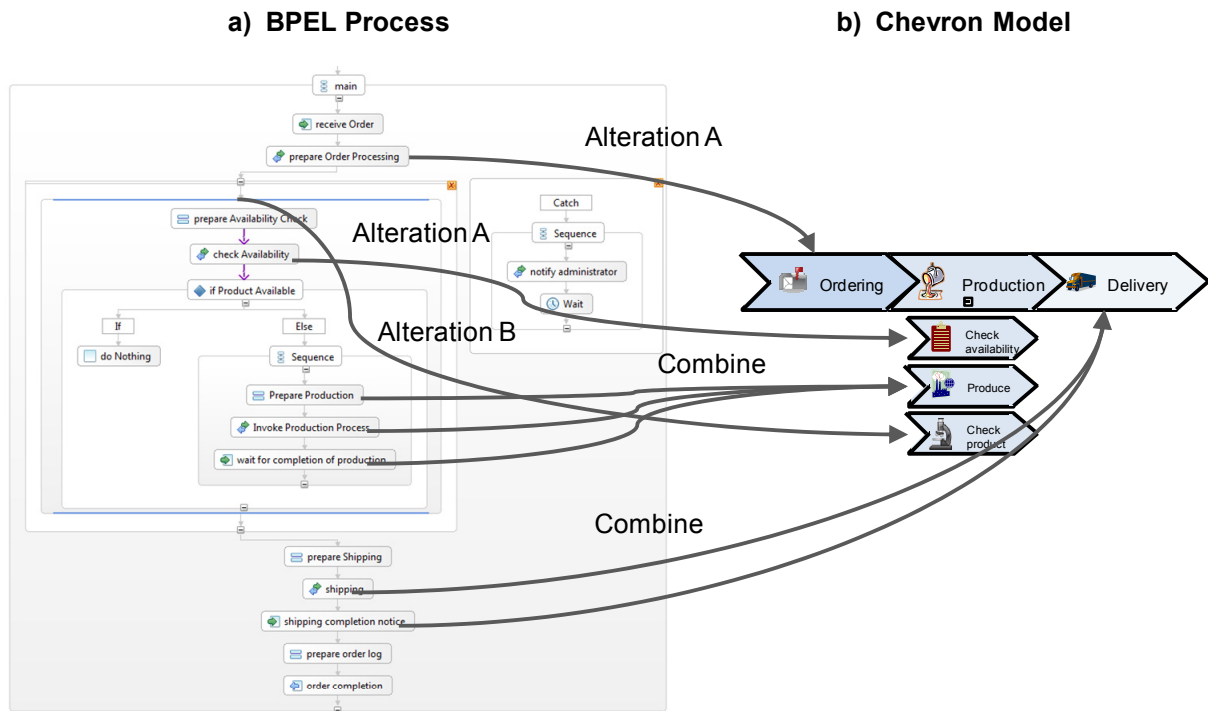 a) BPEL Process
b) Chevron Model
main
receive Order
prepare Order Processing
Alteration A
X
X
prepare Availability Check
Catch
Sequence
Alteration A
check Availability
notify administrator
if Product Available
Wait
Ordering
Production
Delivery
If
Else
Alteration B
do Nothing
Sequence
Check
availability
Combine
Prepare Production
Produce
Invoke Production Process
Check
product
wait for completion of production
Combine
prepare Shipping
shipping
shipping completion notice
prepare order log
order completion